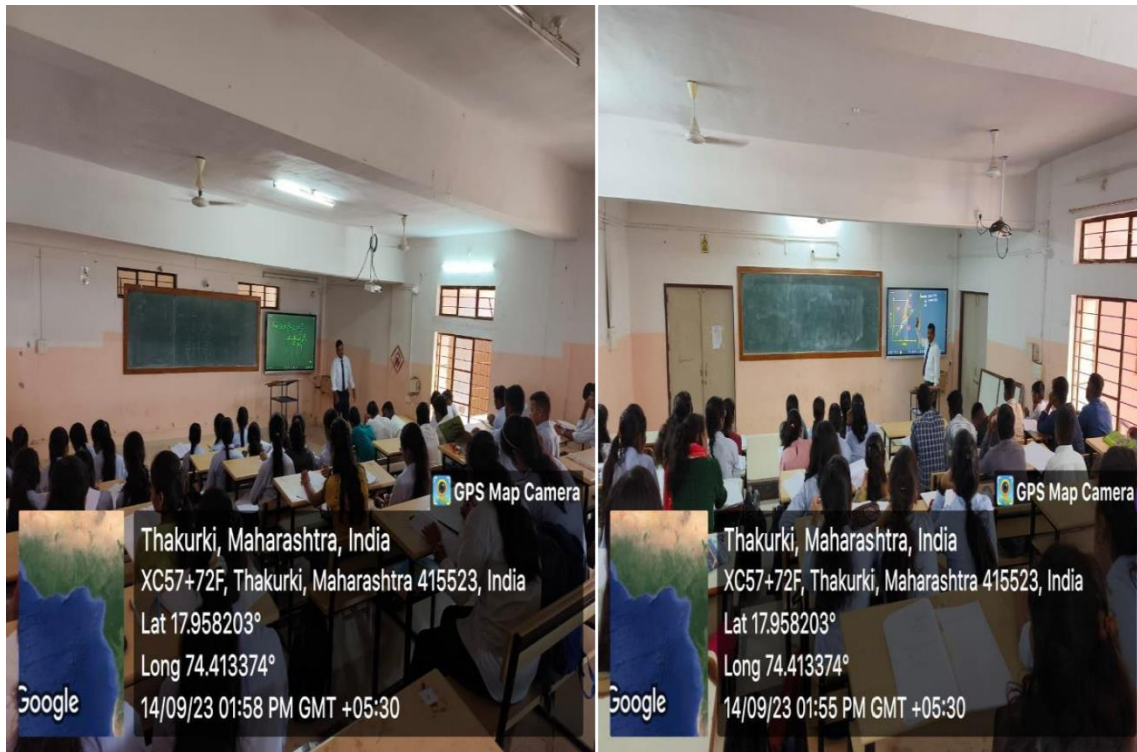 GPS Map Camera
Thakurki, Maharashtra, India
XC57+72F, Thakurki, Maharashtra 415523, India
Lat 17.958203°
Long 74.413374°
14/09/23 01:58 PM GMT +05:30
Google
GPS Map Camera
Thakurki, Maharashtra, India
XC57+72F, Thakurki, Maharashtra 415523, India
Lat 17.958203°
Long 74.413374°
14/09/23 01:55 PM GMT +05:30
Google